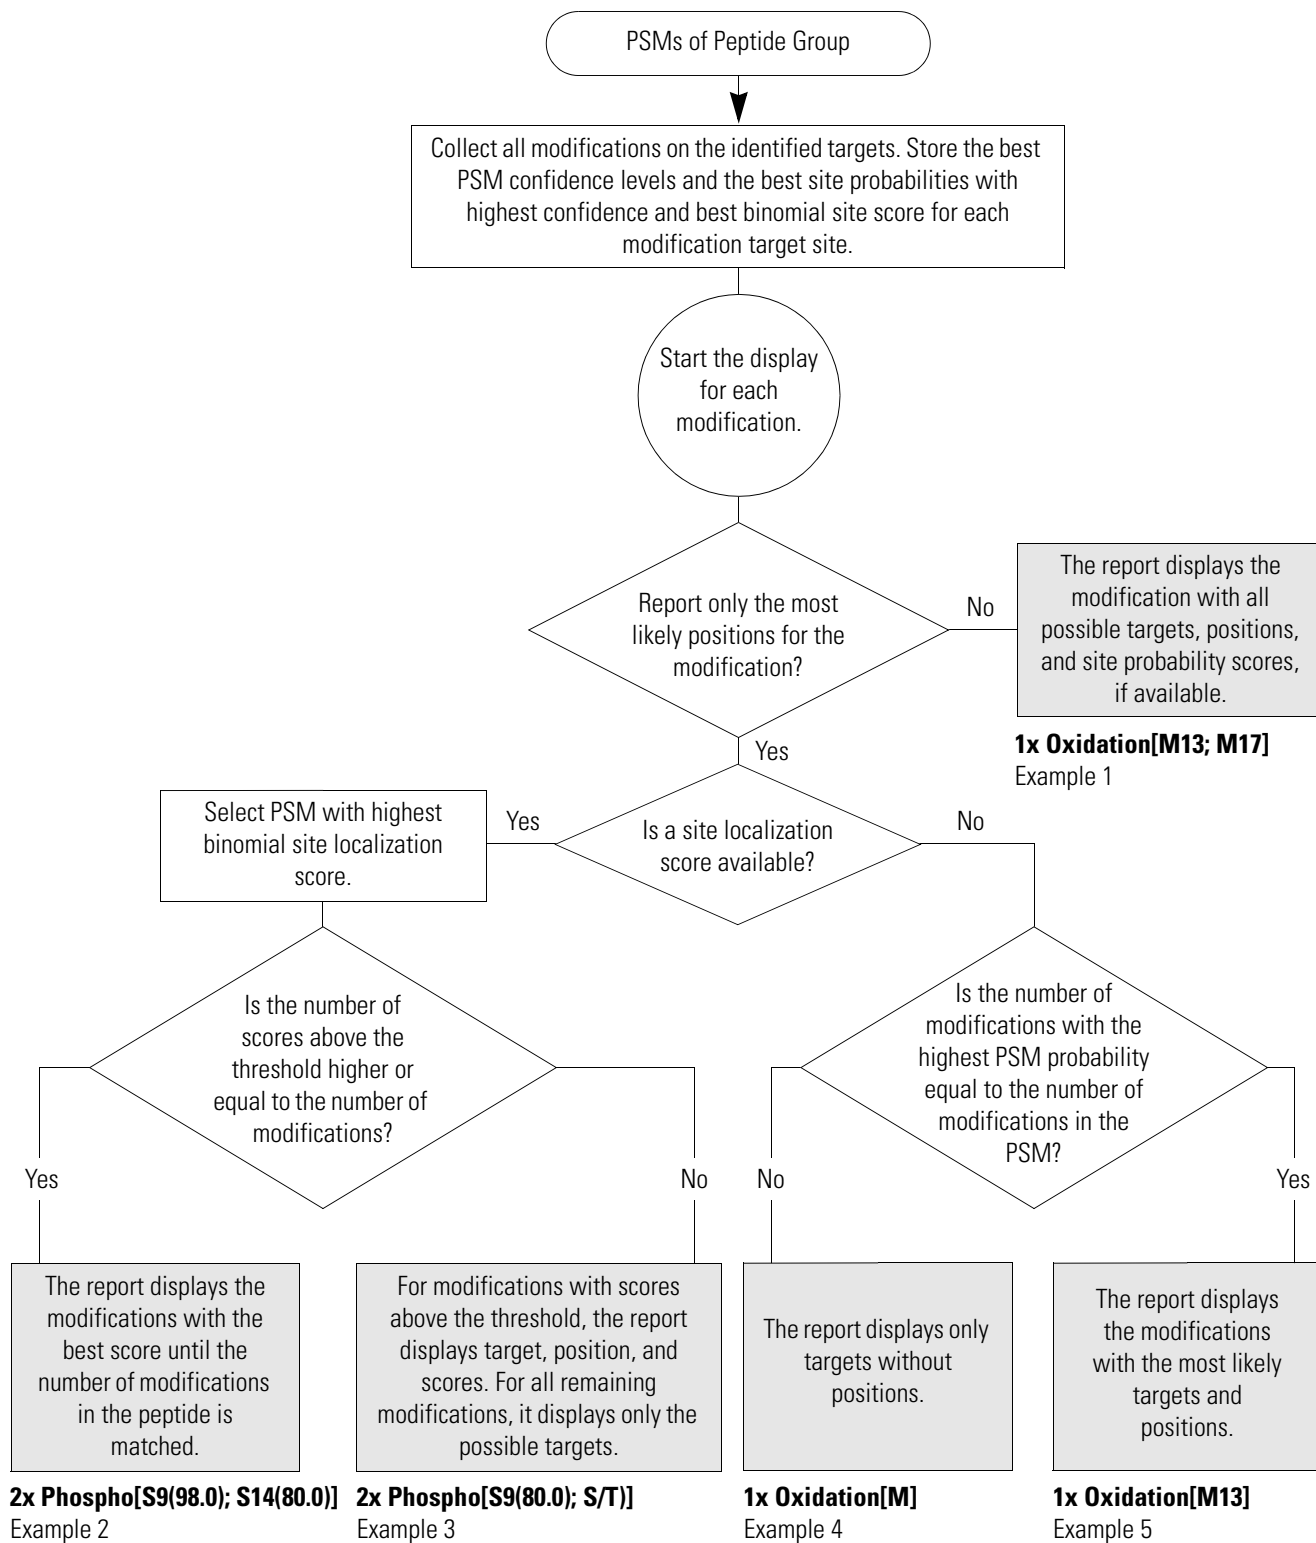 PSMs of Peptide Group
Collect all modifications on the identified targets. Store the best
PSM confidence levels and the best site probabilities with
highest confidence and best binomial site score for each
modification target site.
Start the display
for each
modification.
Report only the most
likely positions for the
modification?
No
The report displays the
modification with all
possible targets, positions,
and site probability scores,
if available.
1x Oxidation[M13; M17]
Example 1
Yes
Select PSM with highest
binomial site localization
score.
Yes
Is a site localization
score available?
No
Is the number of
scores above the
threshold higher or
equal to the number of
modifications?
Is the number of
modifications with the
highest PSM probability
equal to the number of
modifications in the
PSM?
Yes
No
No
Yes
The report displays the
modifications with the
best score until the
number of modifications
in the peptide is
matched.
For modifications with scores
above the threshold, the report
displays target, position, and
scores. For all remaining
modifications, it displays only the
possible targets.
The report displays only
targets without
positions.
The report displays
the modifications
with the most likely
targets and
positions.
2x Phospho[S9(98.0); S14(80.0)]
Example 2
2x Phospho[S9(80.0); S/T)]
Example 3
1x Oxidation[M]
Example 4
1x Oxidation[M13]
Example 5